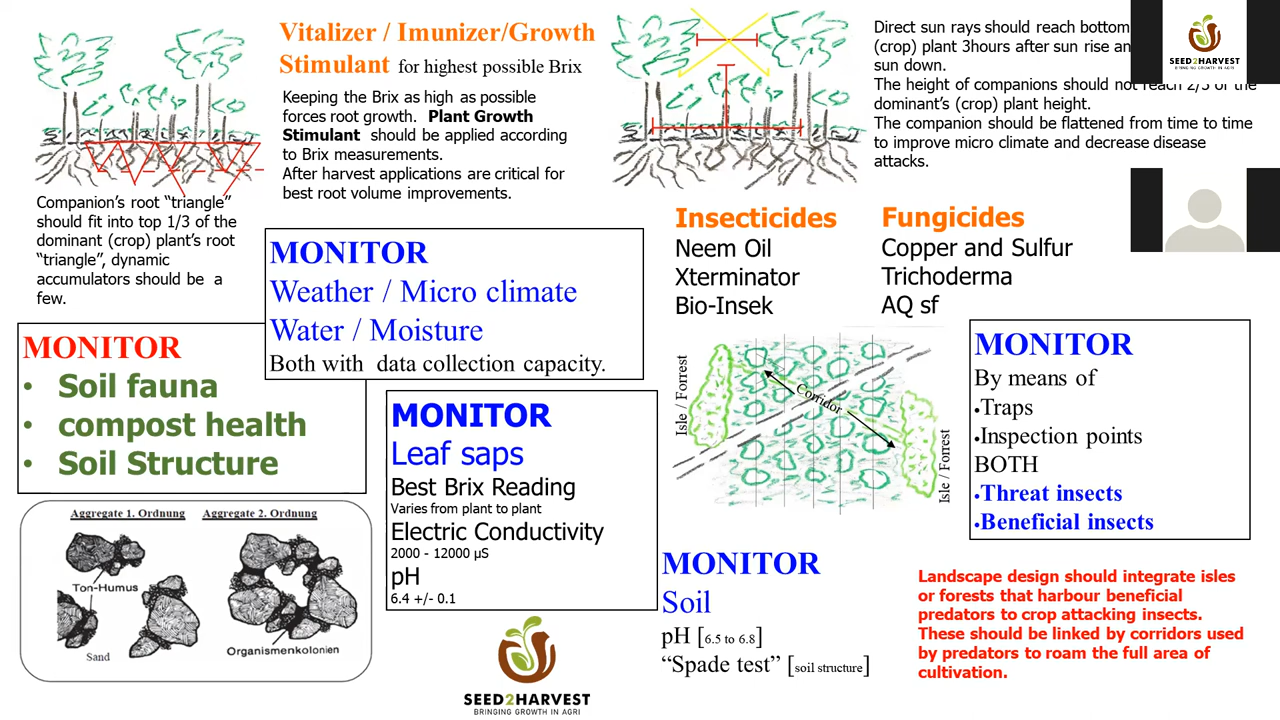 Vitalizer / Imunizer/Growth
Stimulant for highest possible Brix
Keeping the Brix as high as possible
forces root growth. Plant Growth
Stimulant should be applied according
to Brix measurements.
After harvest applications are critical for
best root volume improvements.
Companion's root "triangle"
should fit into top 1/3 of the
dominant (crop) plant's root
"triangle", dynamic
accumulators should be a
few.
Direct sun rays should reach bottom
(crop) plant 3hours after sun rise an
sun down.
The height of companions should not reach 2/3 of the
dominant's (crop) plant height.
The companion should be flattened from time to time
to improve micro climate and decrease disease
attacks.
SEED2HARVEST
BRINGING GROWTH IN AGRI
Insecticides
Neem Oil
Xterminator
Bio-Insek
Fungicides
Copper and Sulfur
Trichoderma
AQ sf
MONITOR
Weather / Micro climate
Water / Moisture
Both with data collection capacity.
MONITOR
• Soil fauna
• compost health
• Soil Structure
MONITOR
Leaf saps
Best Brix Reading
Varies from plant to plant
Electric Conductivity
2000 - 12000 µS
pH
6.4 +/- 0.1
Isle / Forrest
Corridor
Isle / Forrest
MONITOR
By means of
•Traps
•Inspection points
BOTH
•Threat insects
•Beneficial insects
Aggregate 1. Ordnung
Aggregate 2. Ordnung
Ton-Humus
Sand
Organismenkolonien
SEED2HARVEST
BRINGING GROWTH IN AGRI
MONITOR
Soil
pH [6.5 to 6.8]
"Spade test" [soil structure]
Landscape design should integrate isles
or forests that harbour beneficial
predators to crop attacking insects.
These should be linked by corridors used
by predators to roam the full area of
cultivation.